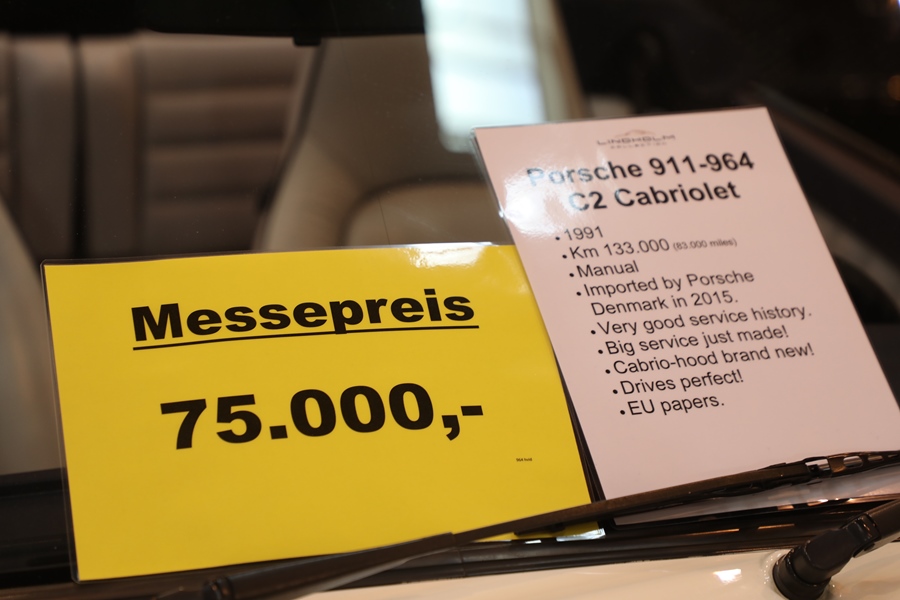 Messepreis
75.000,-
LINDHOLM
Porsche 911-964
C2 Cabriolet
• 1991
• Km 133.000 (83.000 miles)
• Manual
• Imported by Porsche
Denmark in 2015.
• Very good service history.
• Big service just made!
• Cabrio-hood brand new!
• Drives perfect!
• EU papers.